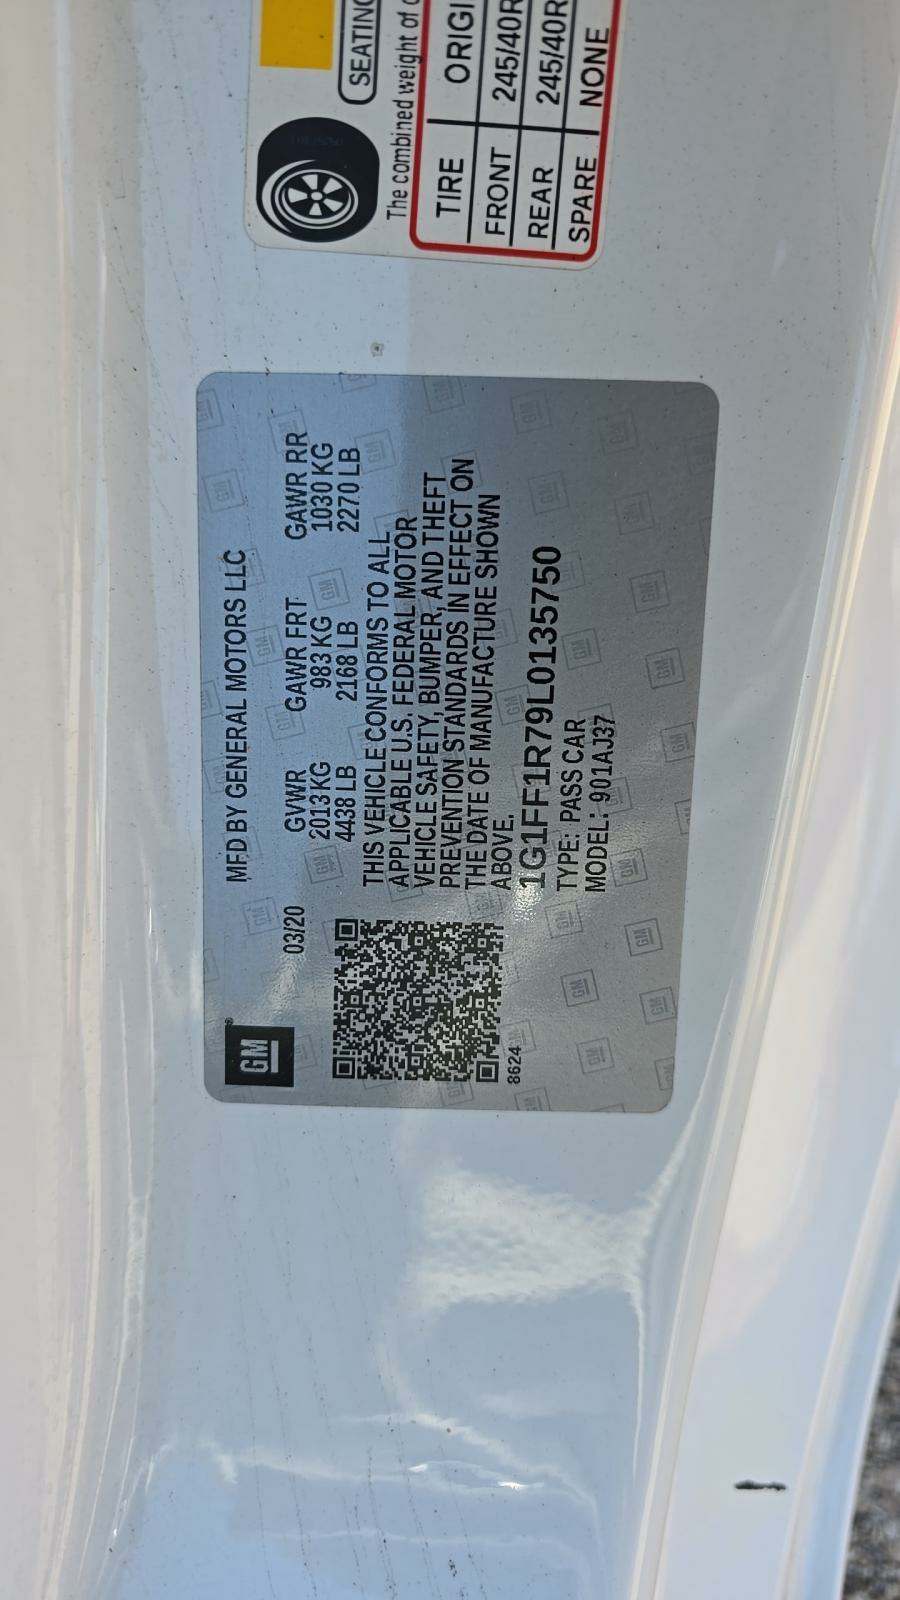 GM
MFD BY GENERAL MOTORS LLC
03/20
GVWR GAWR FRT GAWR RR
2013 KG 983 KG 1030 KG
4438 LB 2168 LB 2270 LB
THIS VEHICLE CONFORMS TO ALL
APPLICABLE U.S. FEDERAL MOTOR
VEHICLE SAFETY, BUMPER, AND THEFT
PREVENTION STANDARDS IN EFFECT ON
THE DATE OF MANUFACTURE SHOWN
ABOVE.
1G1FF1R79L0135750
TYPE: PASS CAR
MODEL: 901AJ37
8624
SEATING
The combined weight of
TIRE ORIGI
FRONT 245/40R
REAR 245/40R
SPARE NONE